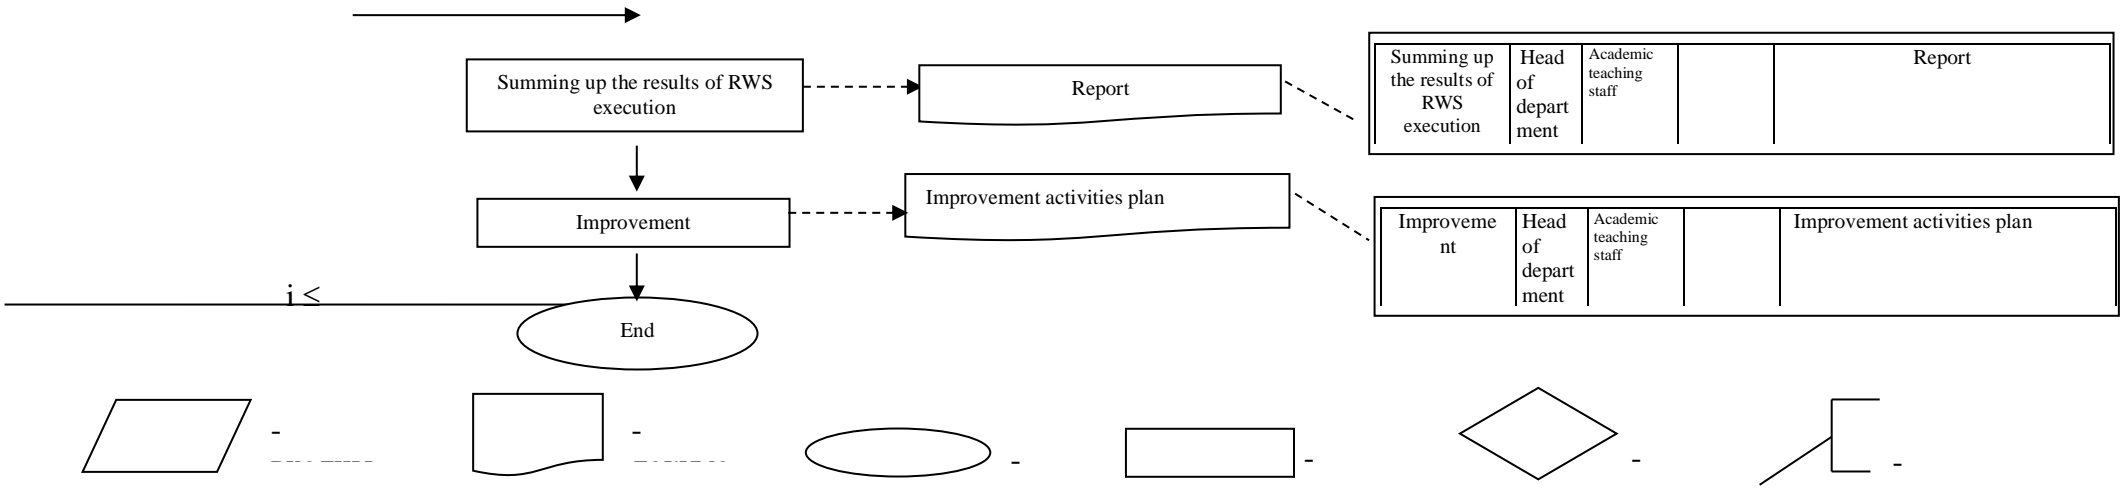 Summing up the results of RWS
execution
Report
Summing up
the results of
RWS
execution
Head
of
depart
ment
Academic
teaching
staff
Report
Improvement
Improvement activities plan
Improveme
nt
Head
of
depart
ment
Academic
teaching
staff
Improvement activities plan
i ≤
End
-
-
-
-
-
-